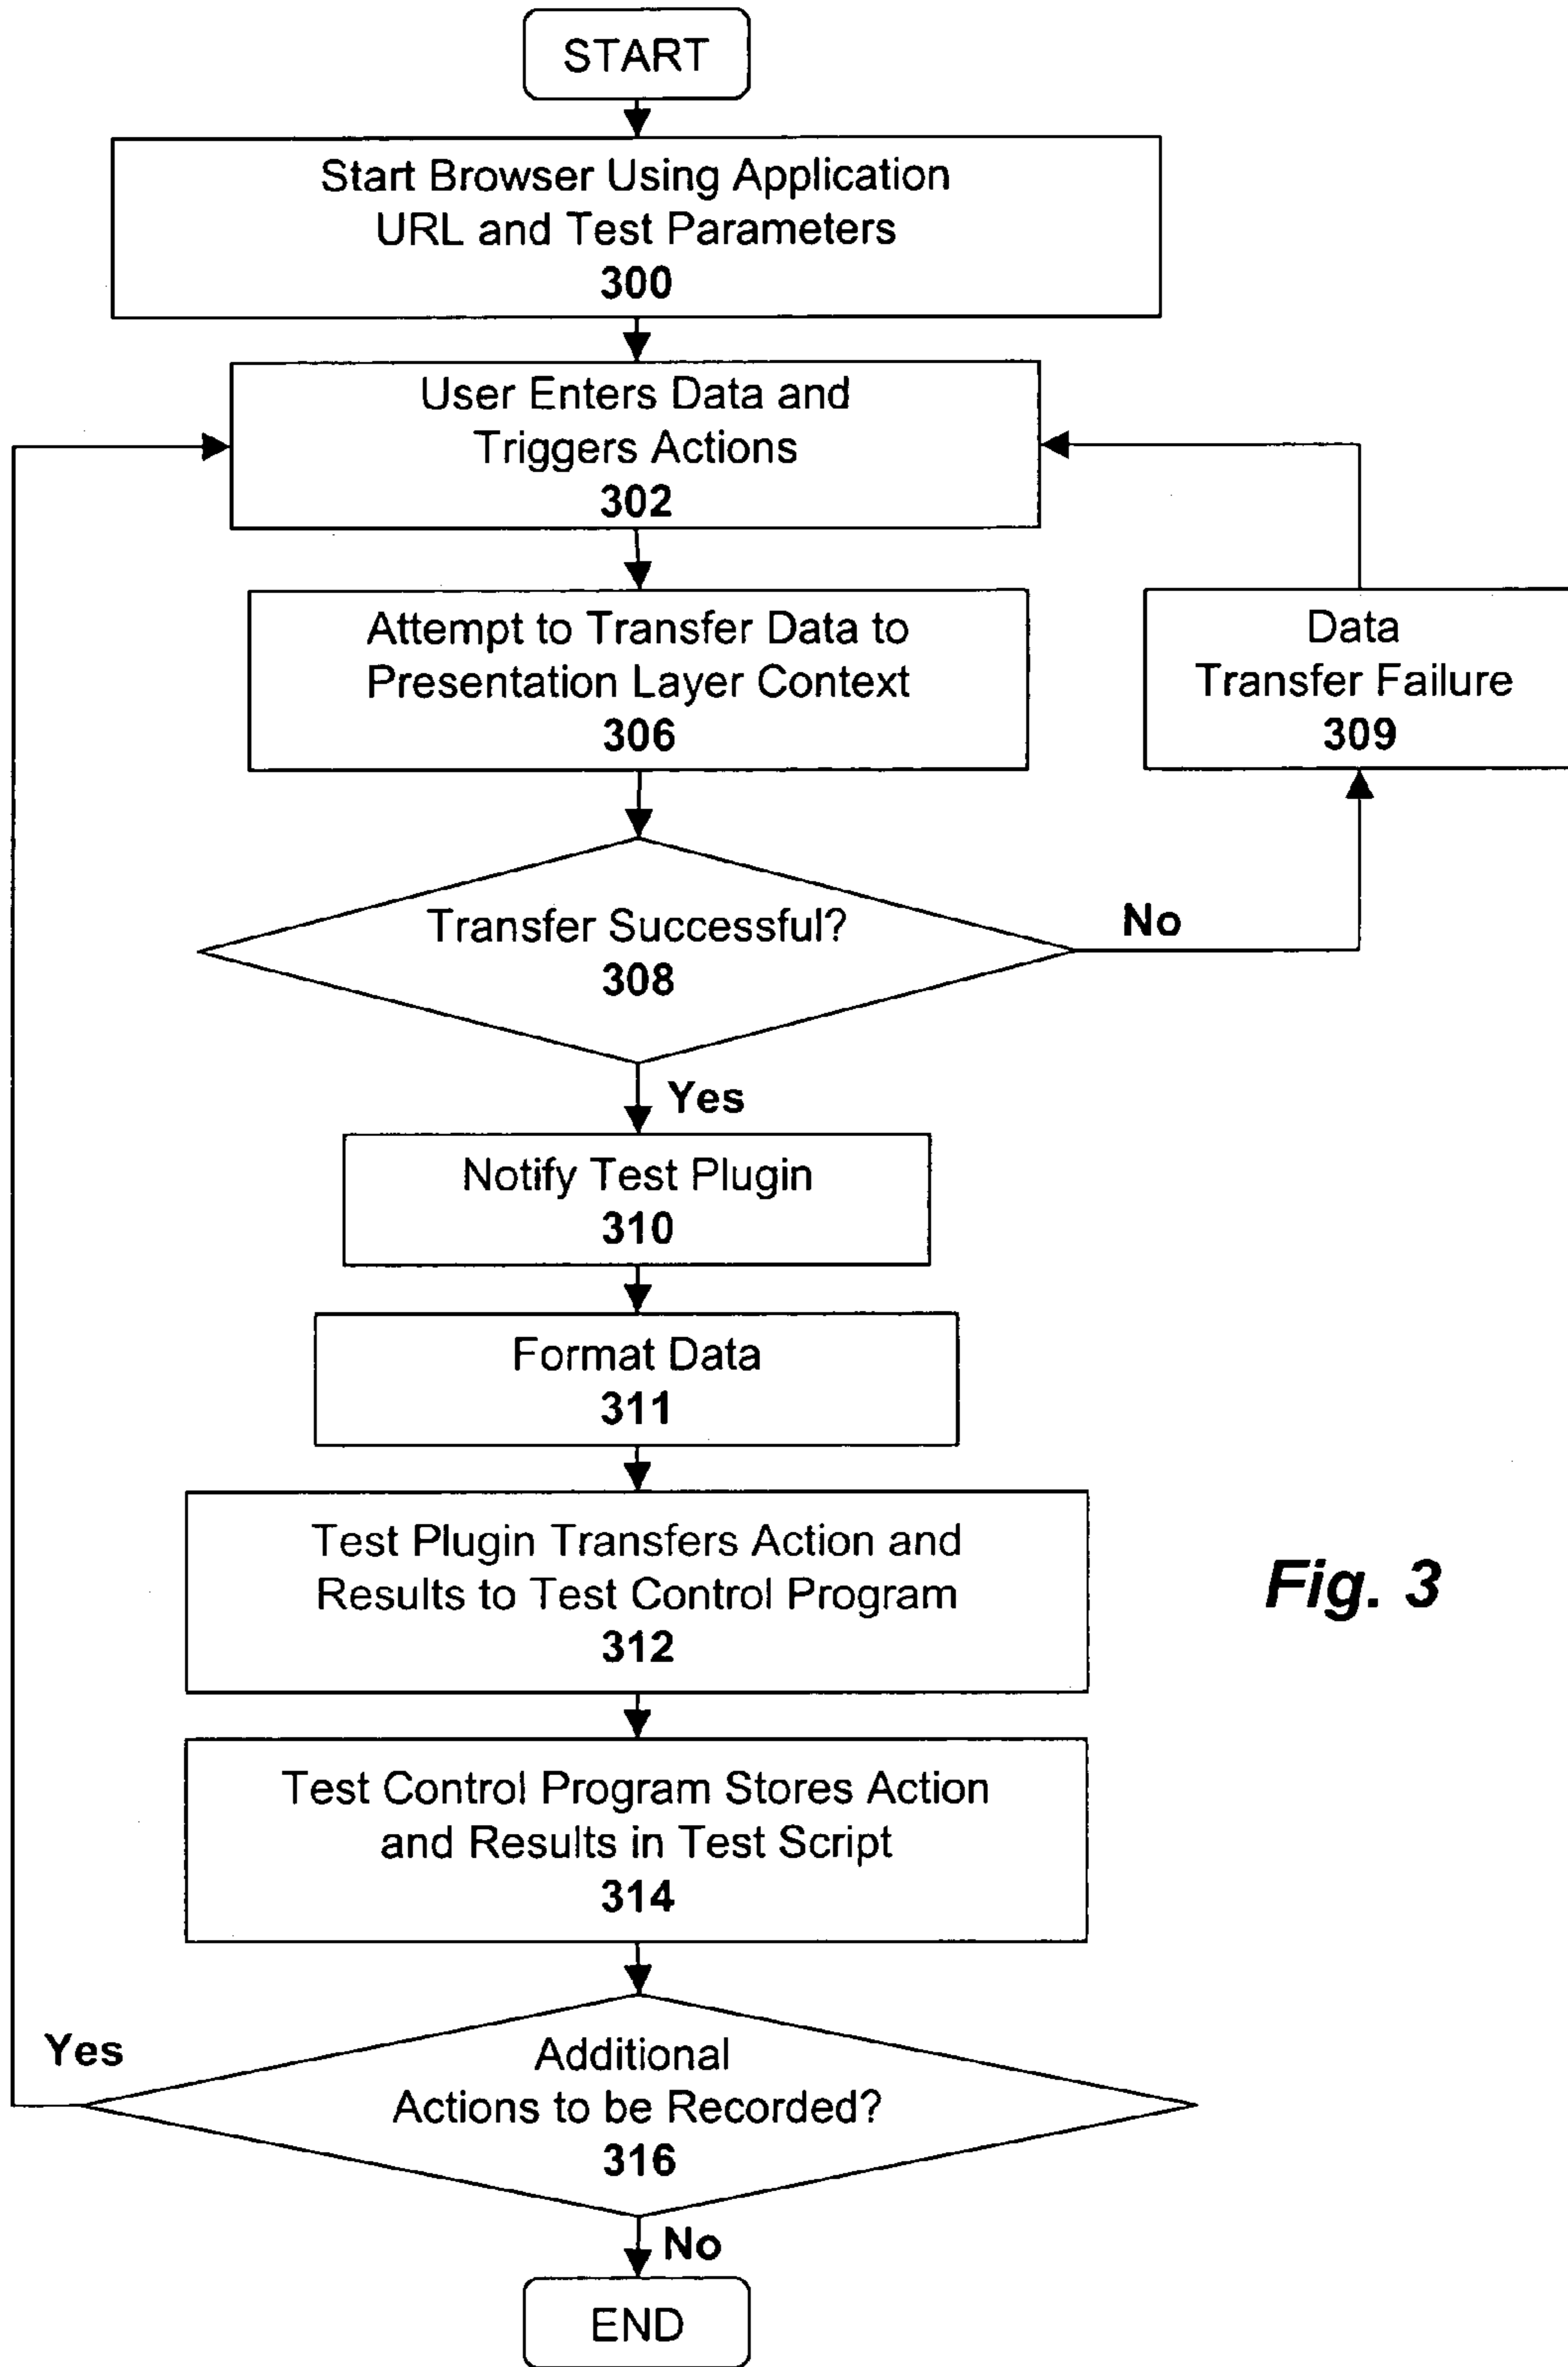 START
Start Browser Using Application
URL and Test Parameters
300
User Enters Data and
Triggers Actions
302
Attempt to Transfer Data to
Presentation Layer Context
306
Data
Transfer Failure
309
Transfer Successful?
308
No
Yes
Notify Test Plugin
310
Format Data
311
Test Plugin Transfers Action and
Results to Test Control Program
312
Fig. 3
Test Control Program Stores Action
and Results in Test Script
314
Yes
Additional
Actions to be Recorded?
316
No
END